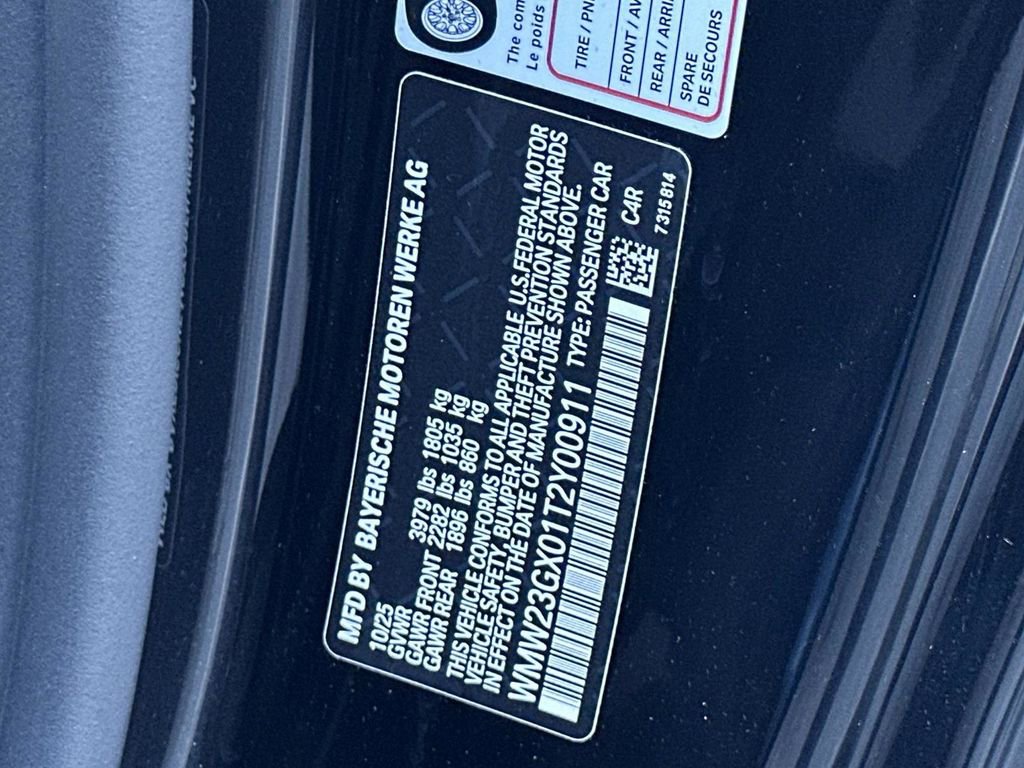 The com
Le poids
TIRE / PN
FRONT / AV
REAR / ARRI
SPARE
DE SECOURS
MFD BY BAYERISCHE MOTOREN WERKE AG
10/25
GVWR 3979 lbs 1805 kg
GAWR FRONT 2282 lbs 1035 kg
GAWR REAR 1896 lbs 860 kg
THIS VEHICLE CONFORMS TO ALL APPLICABLE U.S.FEDERAL MOTOR
VEHICLE SAFETY, BUMPER AND THEFT PREVENTION STANDARDS
IN EFFECT ON THE DATE OF MANUFACTURE SHOWN ABOVE.
WMW23GX01T2Y00911 TYPE: PASSENGER CAR
C4R
7315814